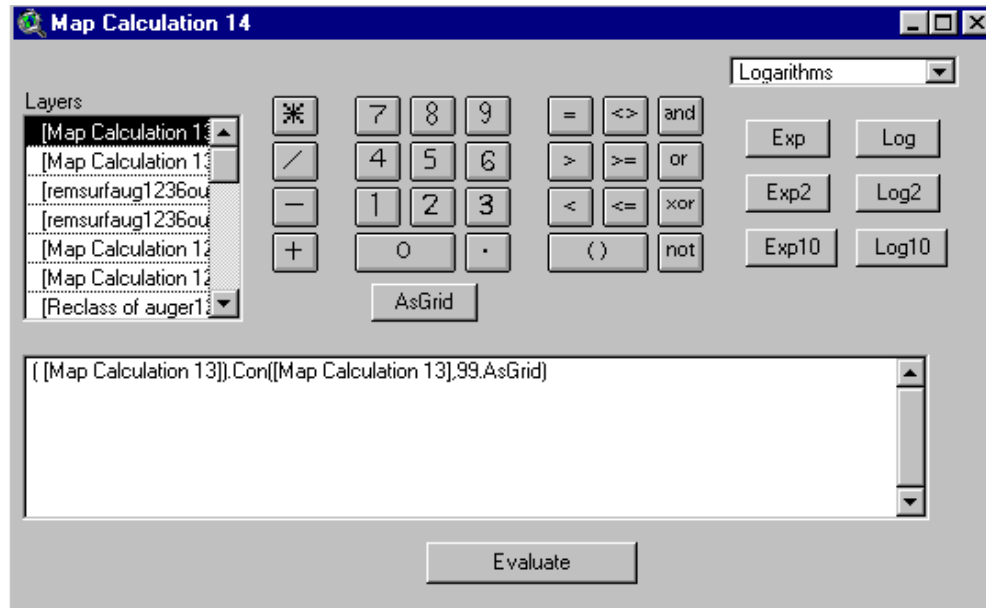 Map Calculation 14
Logarithms
Layers
[Map Calculation 13
[Map Calculation 13
[remsurfaug1236ou
[remsurfaug1236ou
[Map Calculation 12
[Map Calculation 12
[Reclass of auger12
* 7 8 9 = <> and
/ 4 5 6 > >= or
- 1 2 3 < <= xor
+ 0 . () not
AsGrid
Exp Log
Exp2 Log2
Exp10 Log10
( [Map Calculation 13]).Con([Map Calculation 13],99.AsGrid)
Evaluate